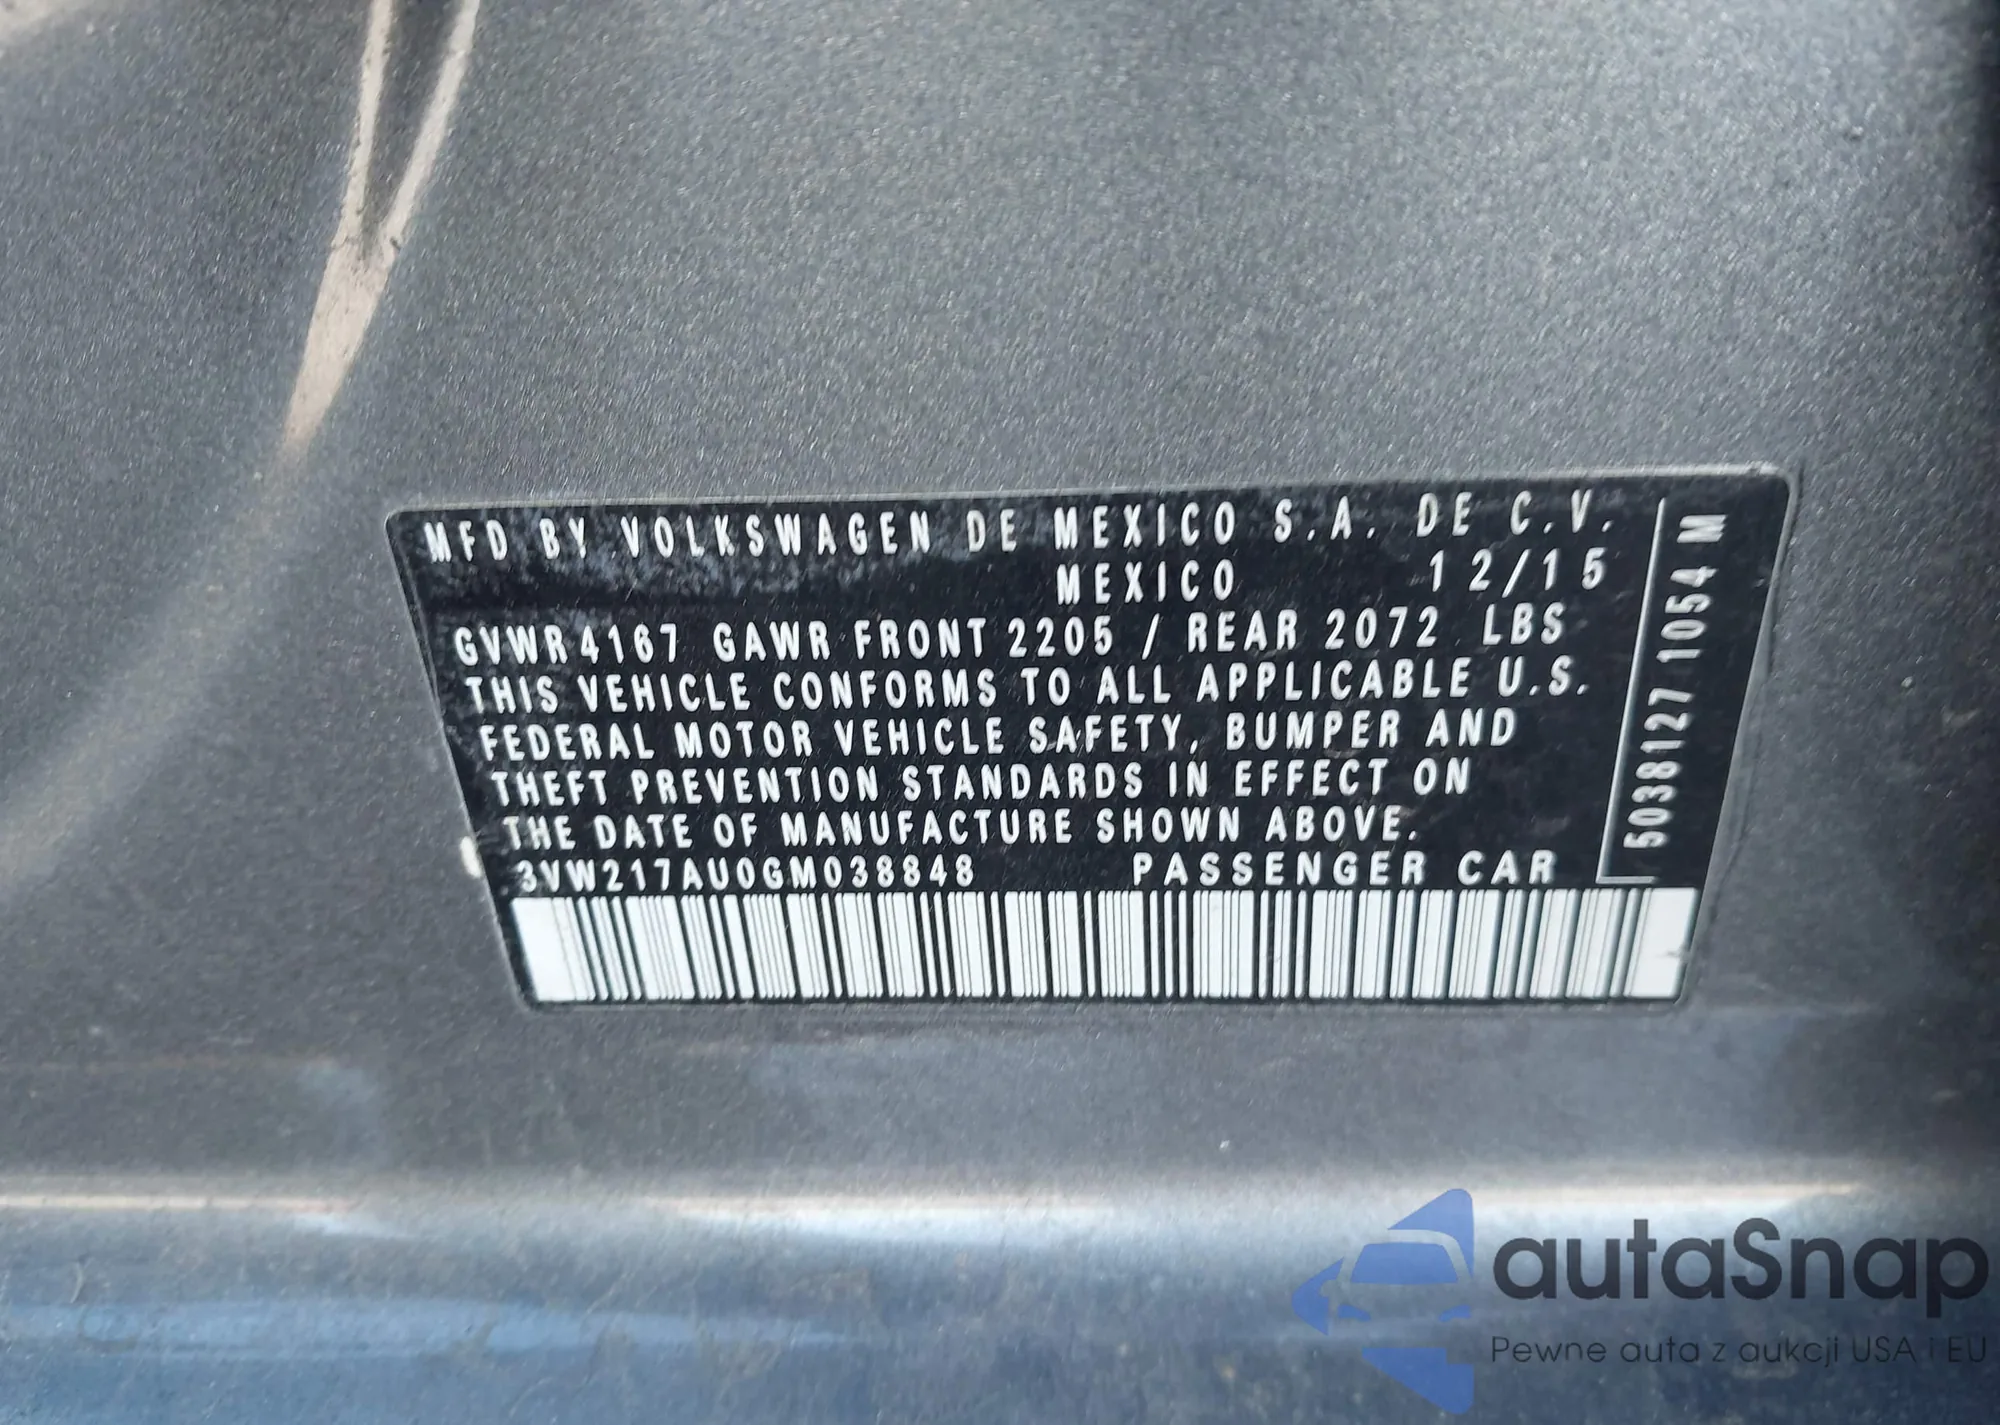 MFD BY VOLKSWAGEN DE MEXICO S.A. DE C.V.
MEXICO 12/15
GVWR 4167 GAWR FRONT 2205 / REAR 2072 LBS
THIS VEHICLE CONFORMS TO ALL APPLICABLE U.S.
FEDERAL MOTOR VEHICLE SAFETY, BUMPER AND
THEFT PREVENTION STANDARDS IN EFFECT ON
THE DATE OF MANUFACTURE SHOWN ABOVE.
3VW217AU0GM038848 PASSENGER CAR
5038127 1054 M
autaSnap
Pewne auta z aukcji USA i EU